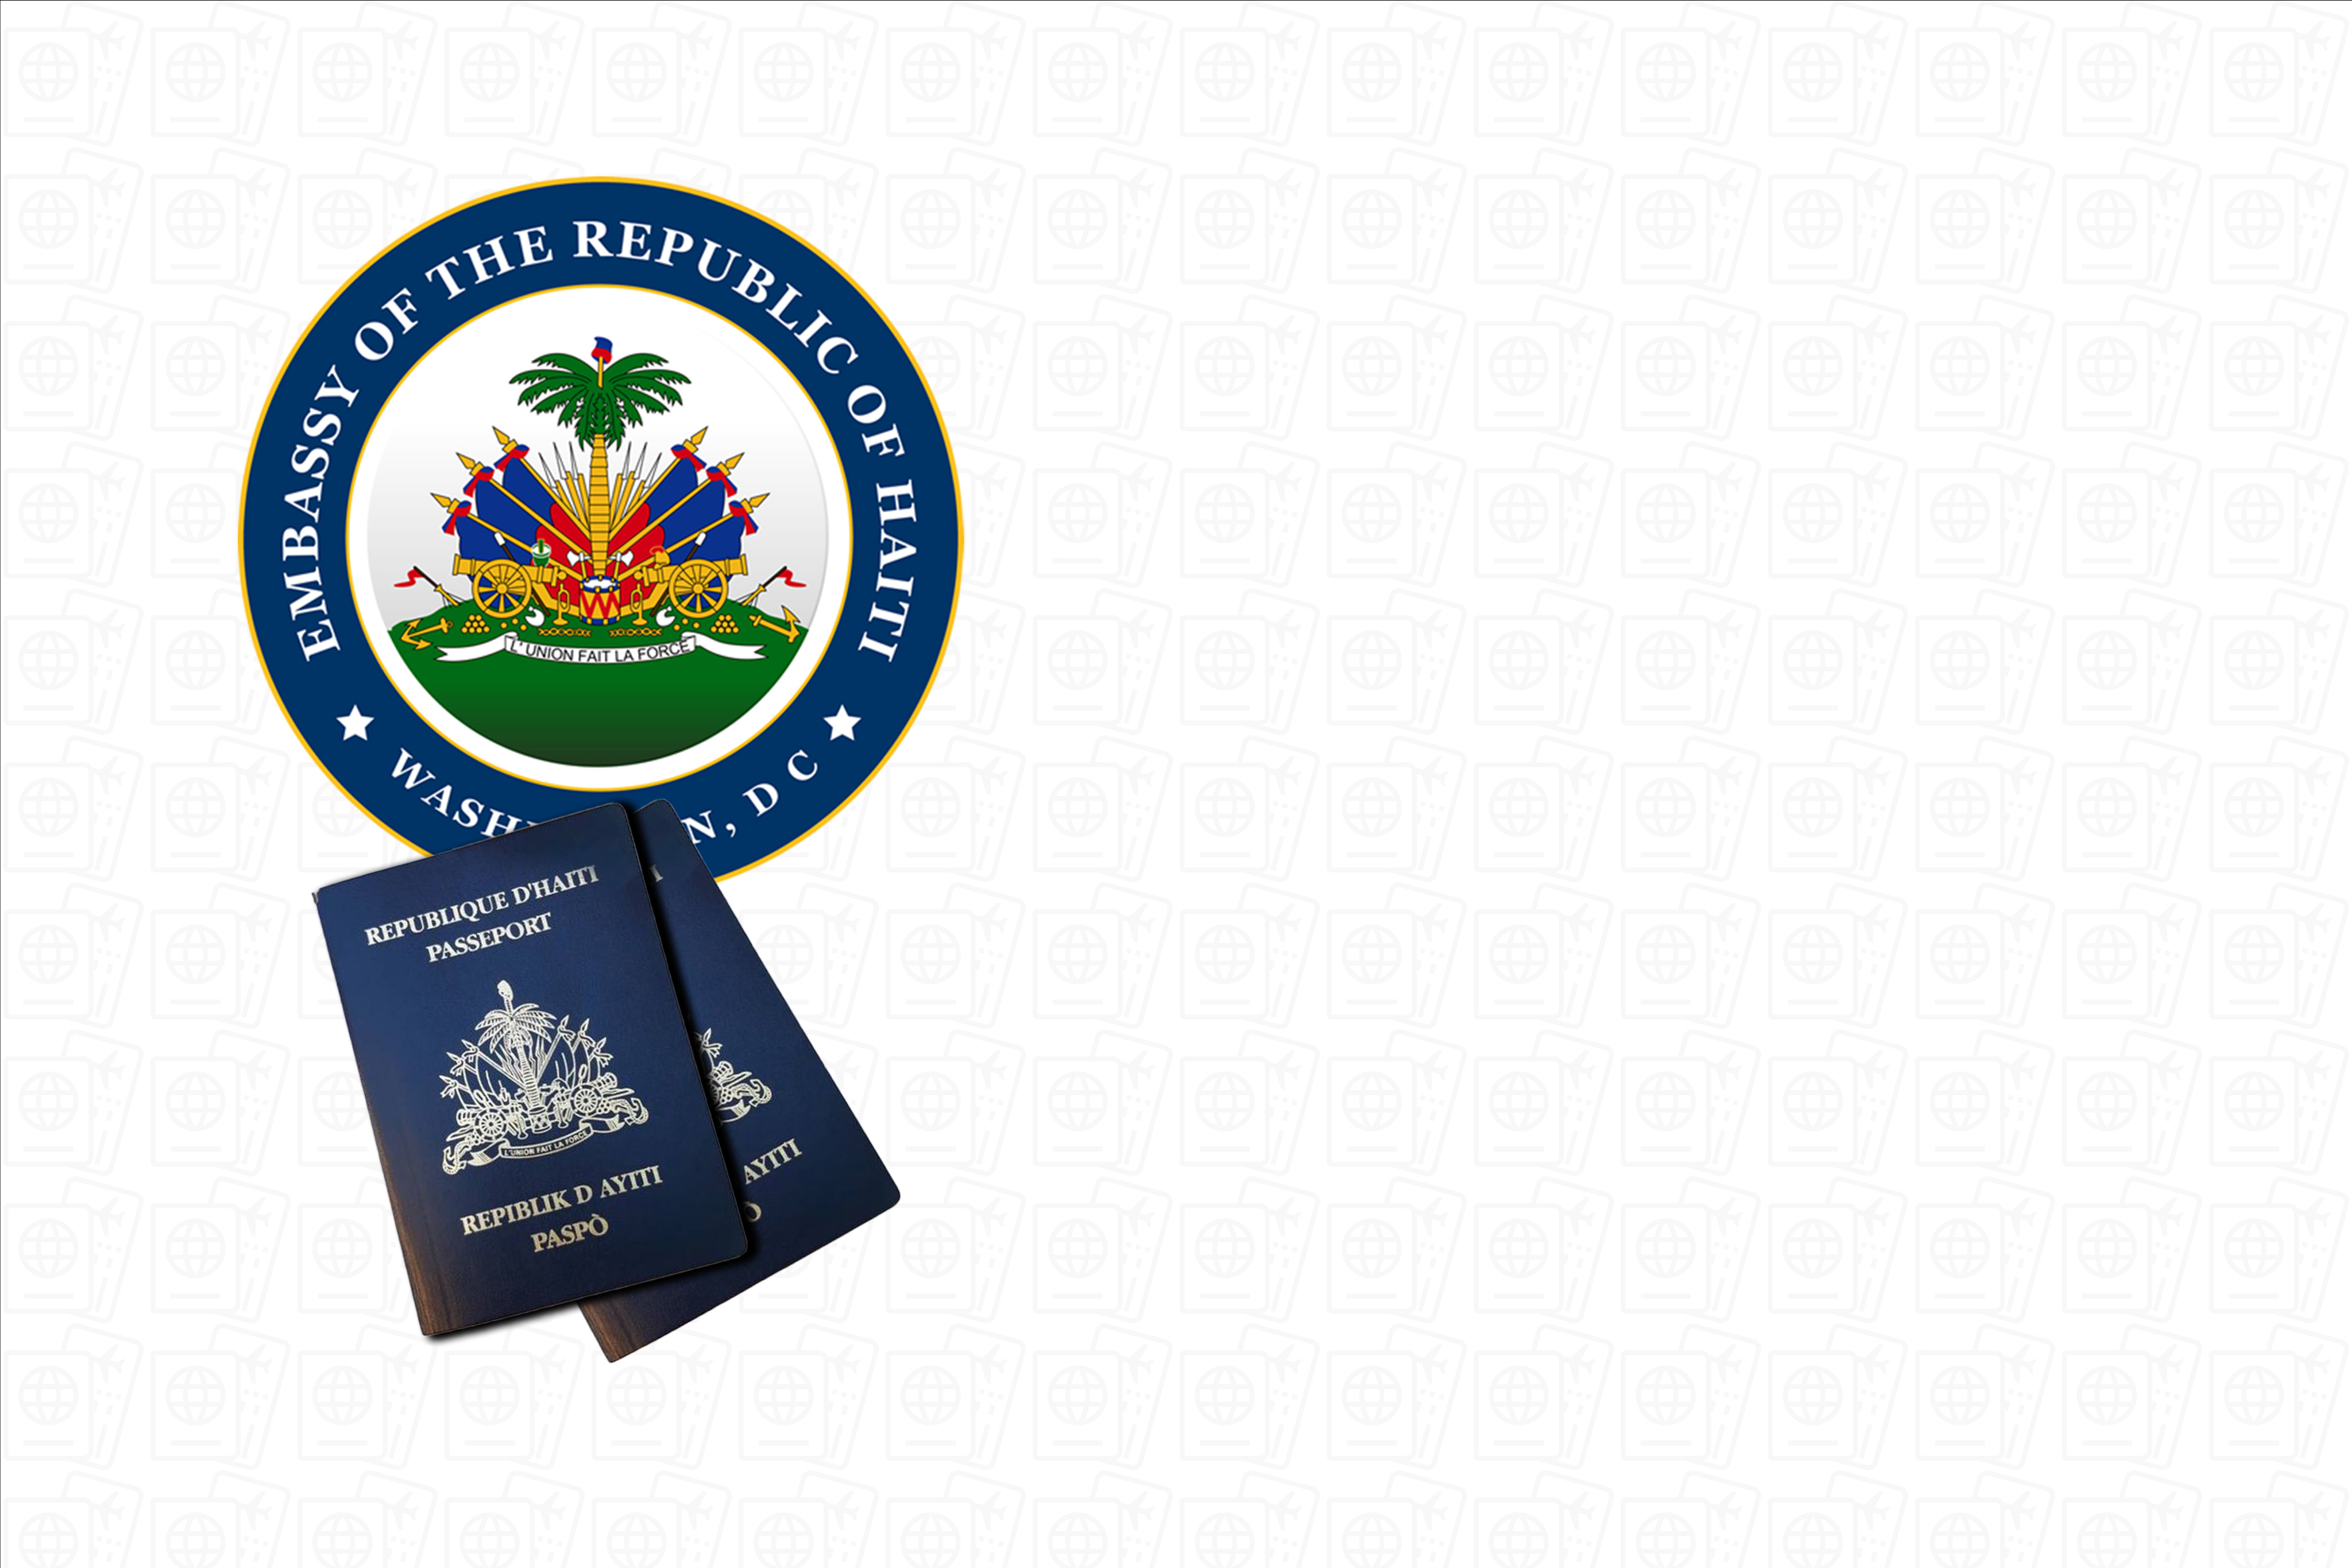 EMBASSY OF THE REPUBLIC OF HAITI
L'UNION FAIT LA FORCE
D C
REPUBLIQUE D'HAITI
PASSEPORT
L'UNION FAIT LA FORCE
REPIBLIK D AYITI
PASPÒ
AYITI